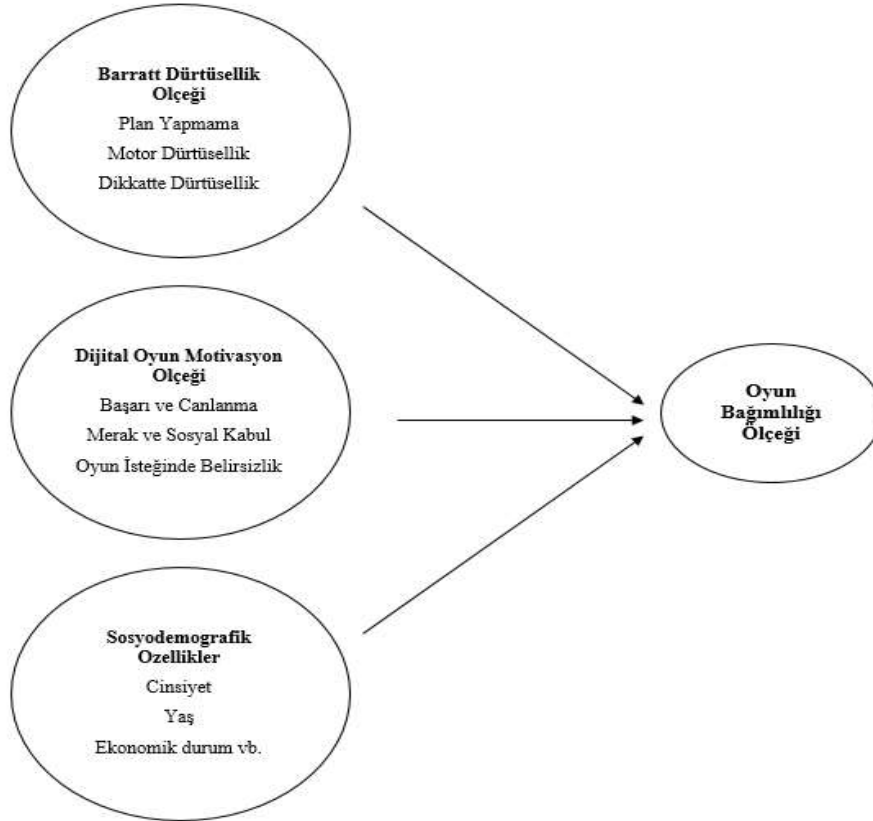 Barratt Dürtüsellik
Olçeği
Plan Yapmama
Motor Dürtüsellik
Dikkatte Dürtüsellik
Dijital Oyun Motivasyon
Olçeği
Başarı ve Canlanma
Merak ve Sosyal Kabul
Oyun İsteğinde Belirsizlik
Sosyodemografik
Ozellikler
Cinsiyet
Yaş
Ekonomik durum vb.
Oyun
Bağımlılığı
Ölçeği